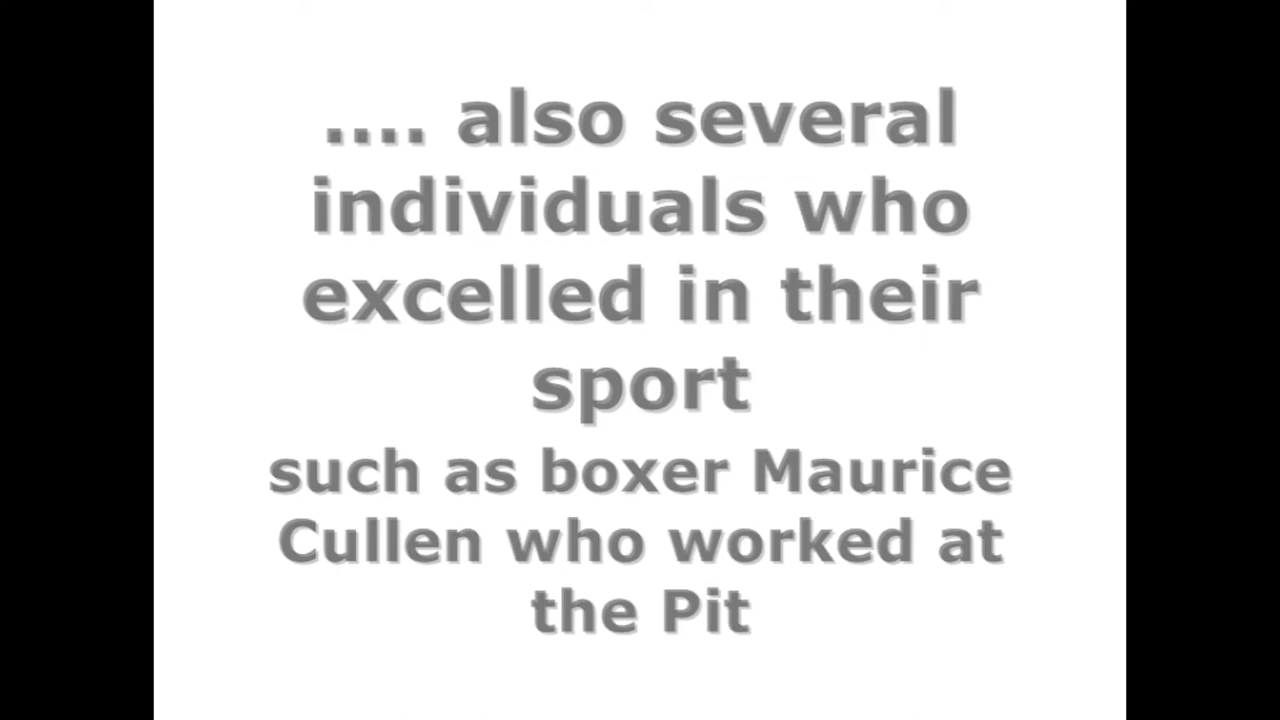 .... also several
individuals who
excelled in their
sport
such as boxer Maurice
Cullen who worked at
the Pit